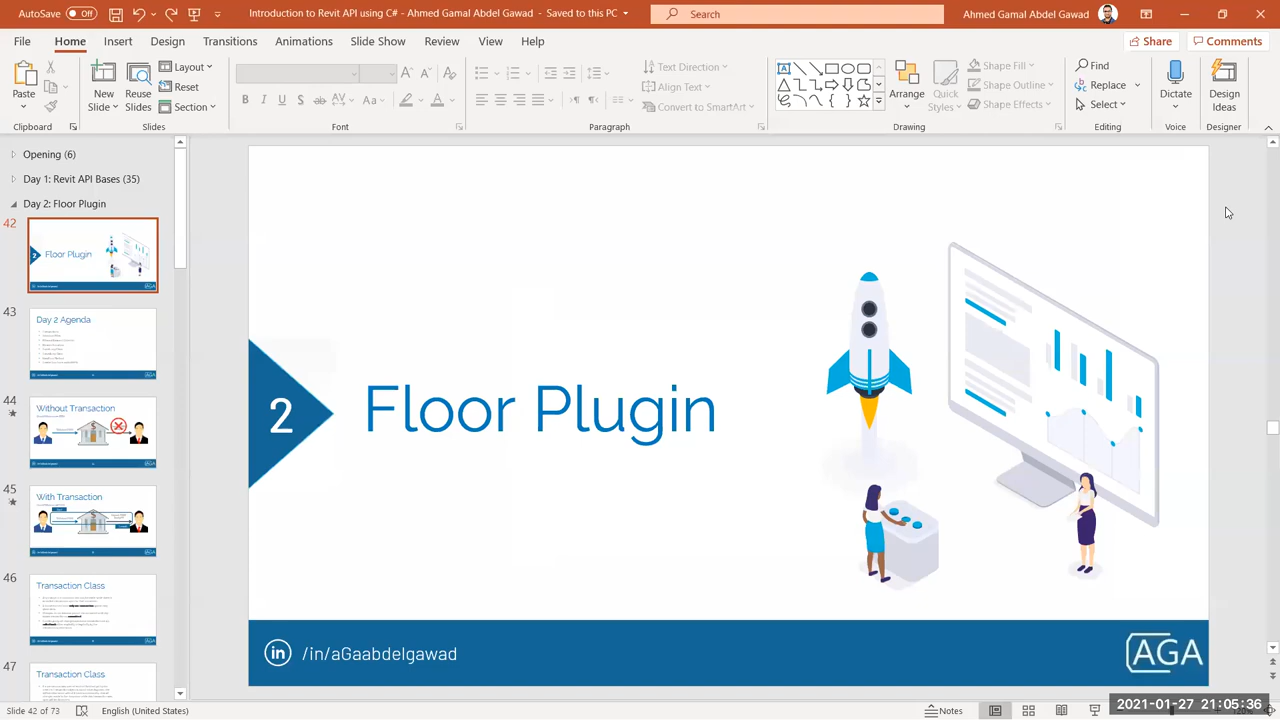 AutoSave Off Introduction to Revit API using C# - Ahmed Gamal Abdel Gawad - Saved to this PC Search Ahmed Gamal Abdel Gawad
File Home Insert Design Transitions Animations Slide Show Review View Help Share Comments
Paste New Slide Reuse Slides Layout Reset Section
Text Direction Align Text Convert to SmartArt
Arrange Quick Styles Shape Fill Shape Outline Shape Effects
Find Replace Select Dictate Design Ideas
Clipboard Slides Font Paragraph Drawing Editing Voice Designer
Opening (6)
Day 1: Revit API Bases (35)
Day 2: Floor Plugin
42
2 Floor Plugin
43
Day 2 Agenda
44
Without Transaction
45
With Transaction
46
Transaction Class
47
Transaction Class
2 Floor Plugin
in /in/aGaabdelgawad AGA
2021-01-27 21:05:36
Slide 42 of 73 English (United States) Notes